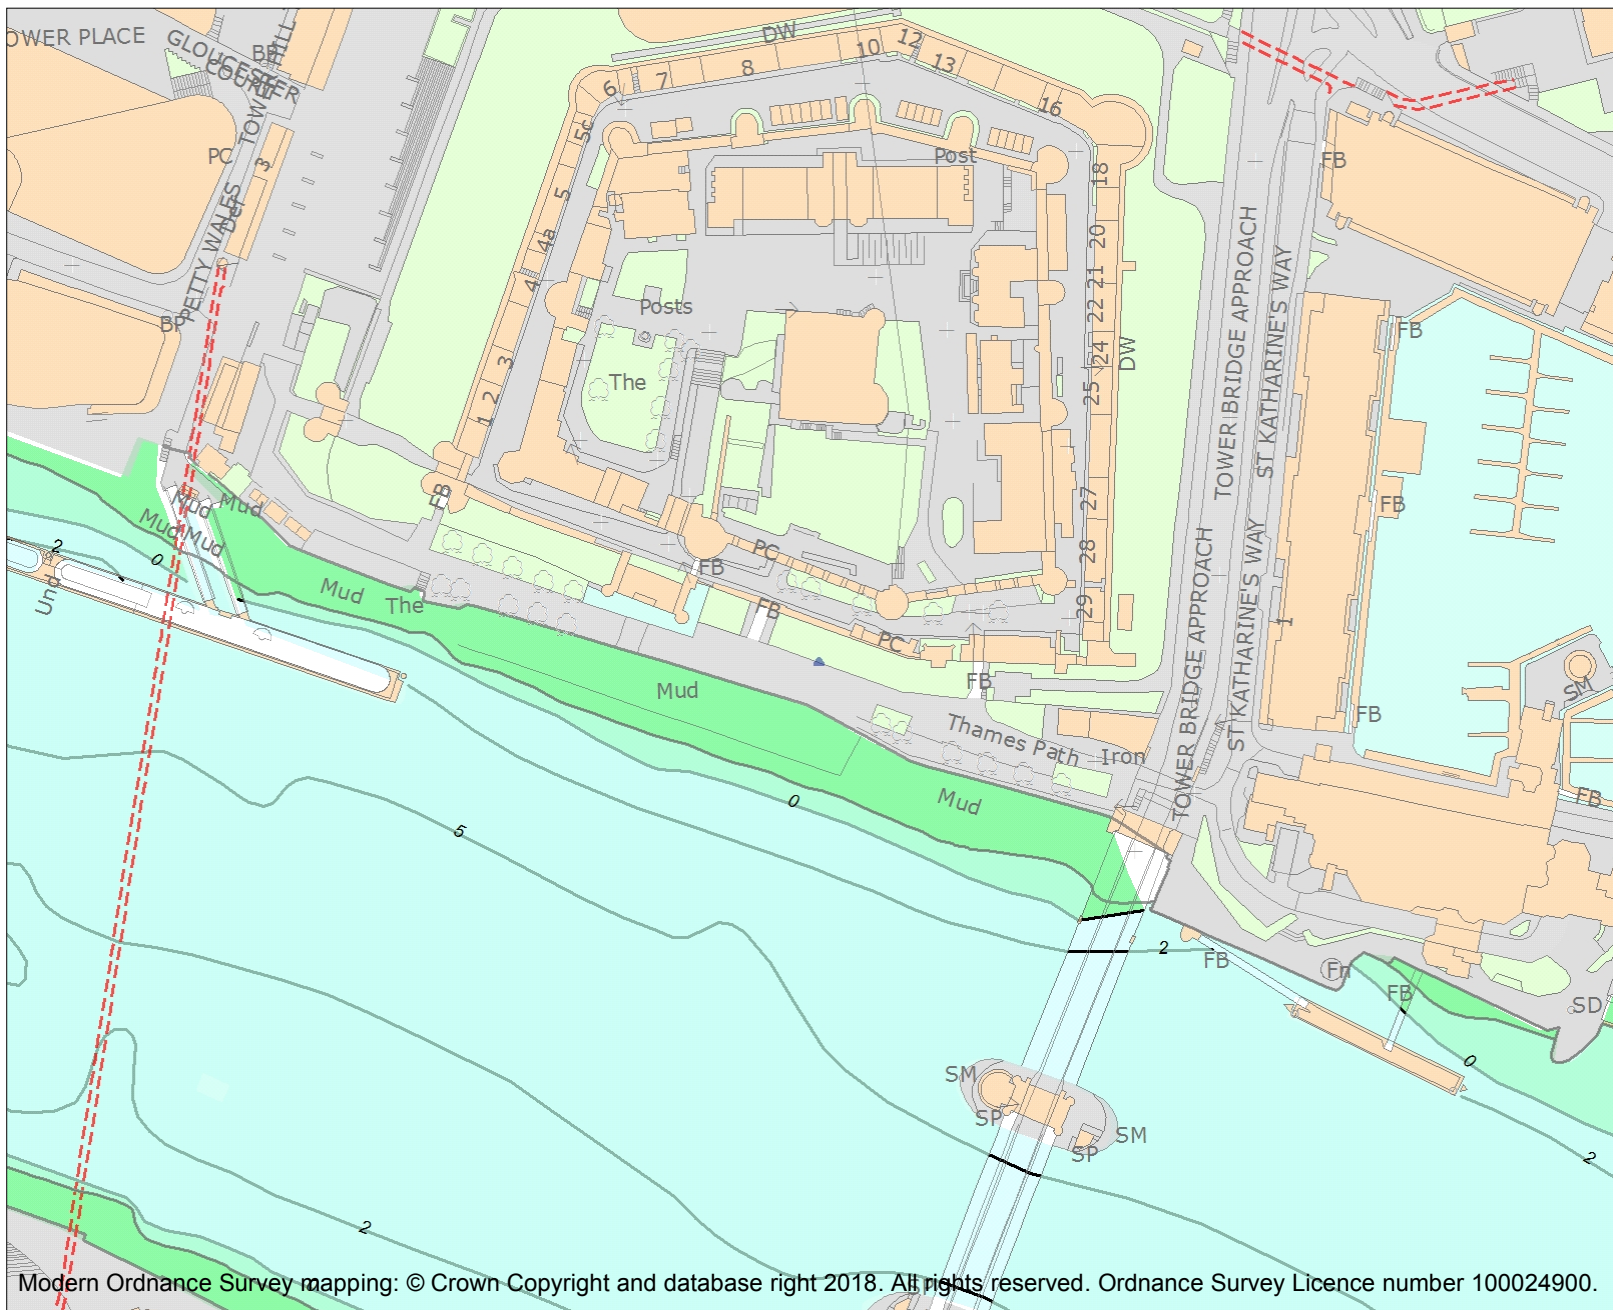 OWER PLACE
GLOUCESTER
COURT
BP
TOWER HILL
DW
6
7
8
10
12
13
16
5c
PC
3
Post
FB
18
PETTY WALES
Def
5
4a
4
20
21
22
24
25
DW
TOWER BRIDGE APPROACH
ST KATHARINE'S WAY
BP
Posts
The
FB
3
2
1
FB
27
28
29
FB
Mud
Mud
Mud
Mud
PC
FB
2
0
Und
Mud
The
FB
PC
FB
TOWER BRIDGE APPROACH
ST KATHARINE'S WAY
1
SM
Mud
FB
Thames Path
Iron
FB
Mud
0
5
FB
2
FB
Fn
FB
SD
0
SM
SP
SM
SP
2
2
Modern Ordnance Survey mapping: © Crown Copyright and database right 2018. All rights reserved. Ordnance Survey Licence number 100024900.